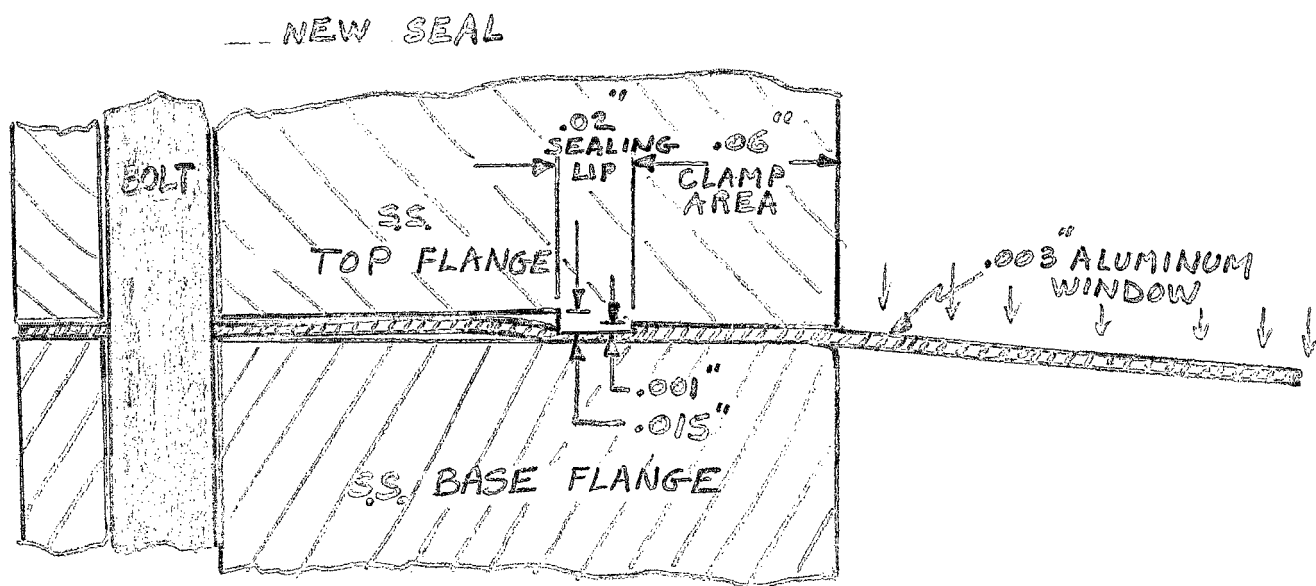 NEW SEAL
.02"
SEALING
LIP
.06"
CLAMP
AREA
BOLT
S.S.
TOP FLANGE
.003" ALUMINUM
WINDOW
.001"
.015"
S.S. BASE FLANGE